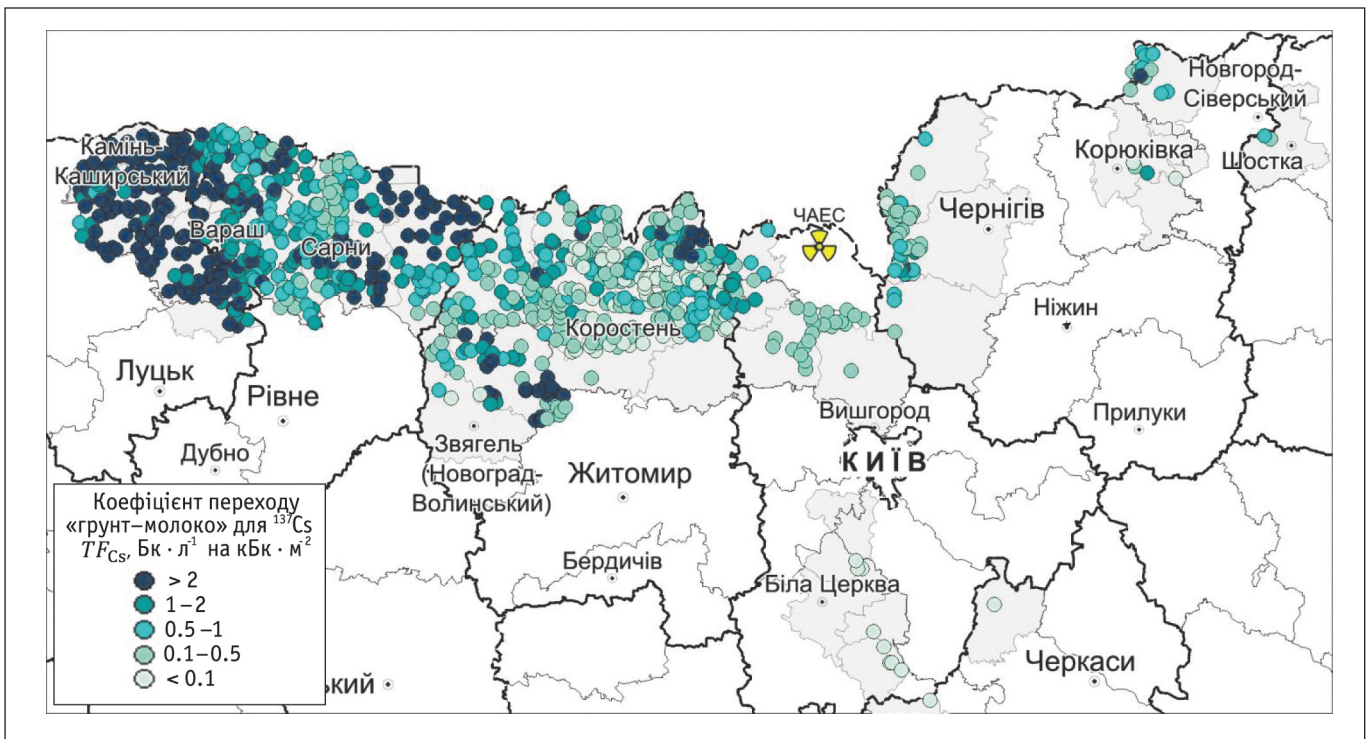 Новгород-
Сіверський
Камінь-
Каширський
Корюківка
Шостка
Вараш
Сарни
ЧАЕС
Чернігів
Ніжин
Коростень
Луцьк
Рівне
Вишгород
Прилуки
Дубно
Звягель
(Новоград-
Волинський)
КИЇВ
Житомир
Бердичів
Біла Церква
Черкаси
ький
Коефіцієнт переходу
«грунт–молоко» для ¹³⁷Cs
TF_Cs, Бк · л⁻¹ на кБк · м⁻²
> 2
1–2
0.5–1
0.1–0.5
< 0.1